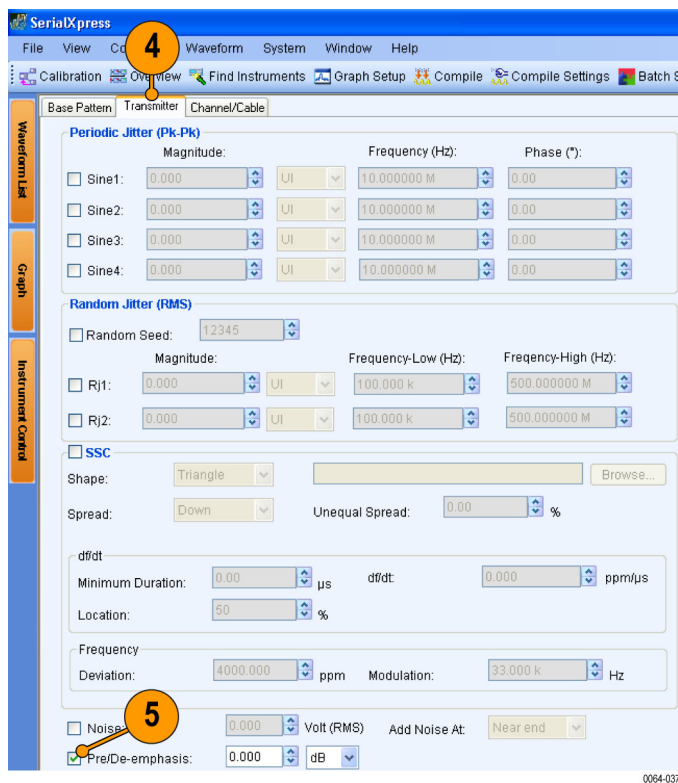 SerialXpress
File View Co 4 Waveform System Window Help
Calibration Overview Find Instruments Graph Setup Compile Compile Settings Batch S
Base Pattern Transmitter Channel/Cable
Waveform List
Graph
Instrument Control
Periodic Jitter (Pk-Pk)
Magnitude: Frequency (Hz): Phase (°):
Sine1: 0.000 UI 10.000000 M 0.00
Sine2: 0.000 UI 10.000000 M 0.00
Sine3: 0.000 UI 10.000000 M 0.00
Sine4: 0.000 UI 10.000000 M 0.00
Random Jitter (RMS)
Random Seed: 12345
Magnitude: Frequency-Low (Hz): Freqency-High (Hz):
Rj1: 0.000 UI 100.000 k 500.000000 M
Rj2: 0.000 UI 100.000 k 500.000000 M
SSC
Shape: Triangle Browse...
Spread: Down Unequal Spread: 0.00 %
df/dt
Minimum Duration: 0.00 µs df/dt: 0.000 ppm/µs
Location: 50 %
Frequency
Deviation: 4000.000 ppm Modulation: 33.000 k Hz
Noise: 5 0.000 Volt (RMS) Add Noise At: Near end
Pre/De-emphasis: 0.000 dB
0064-037